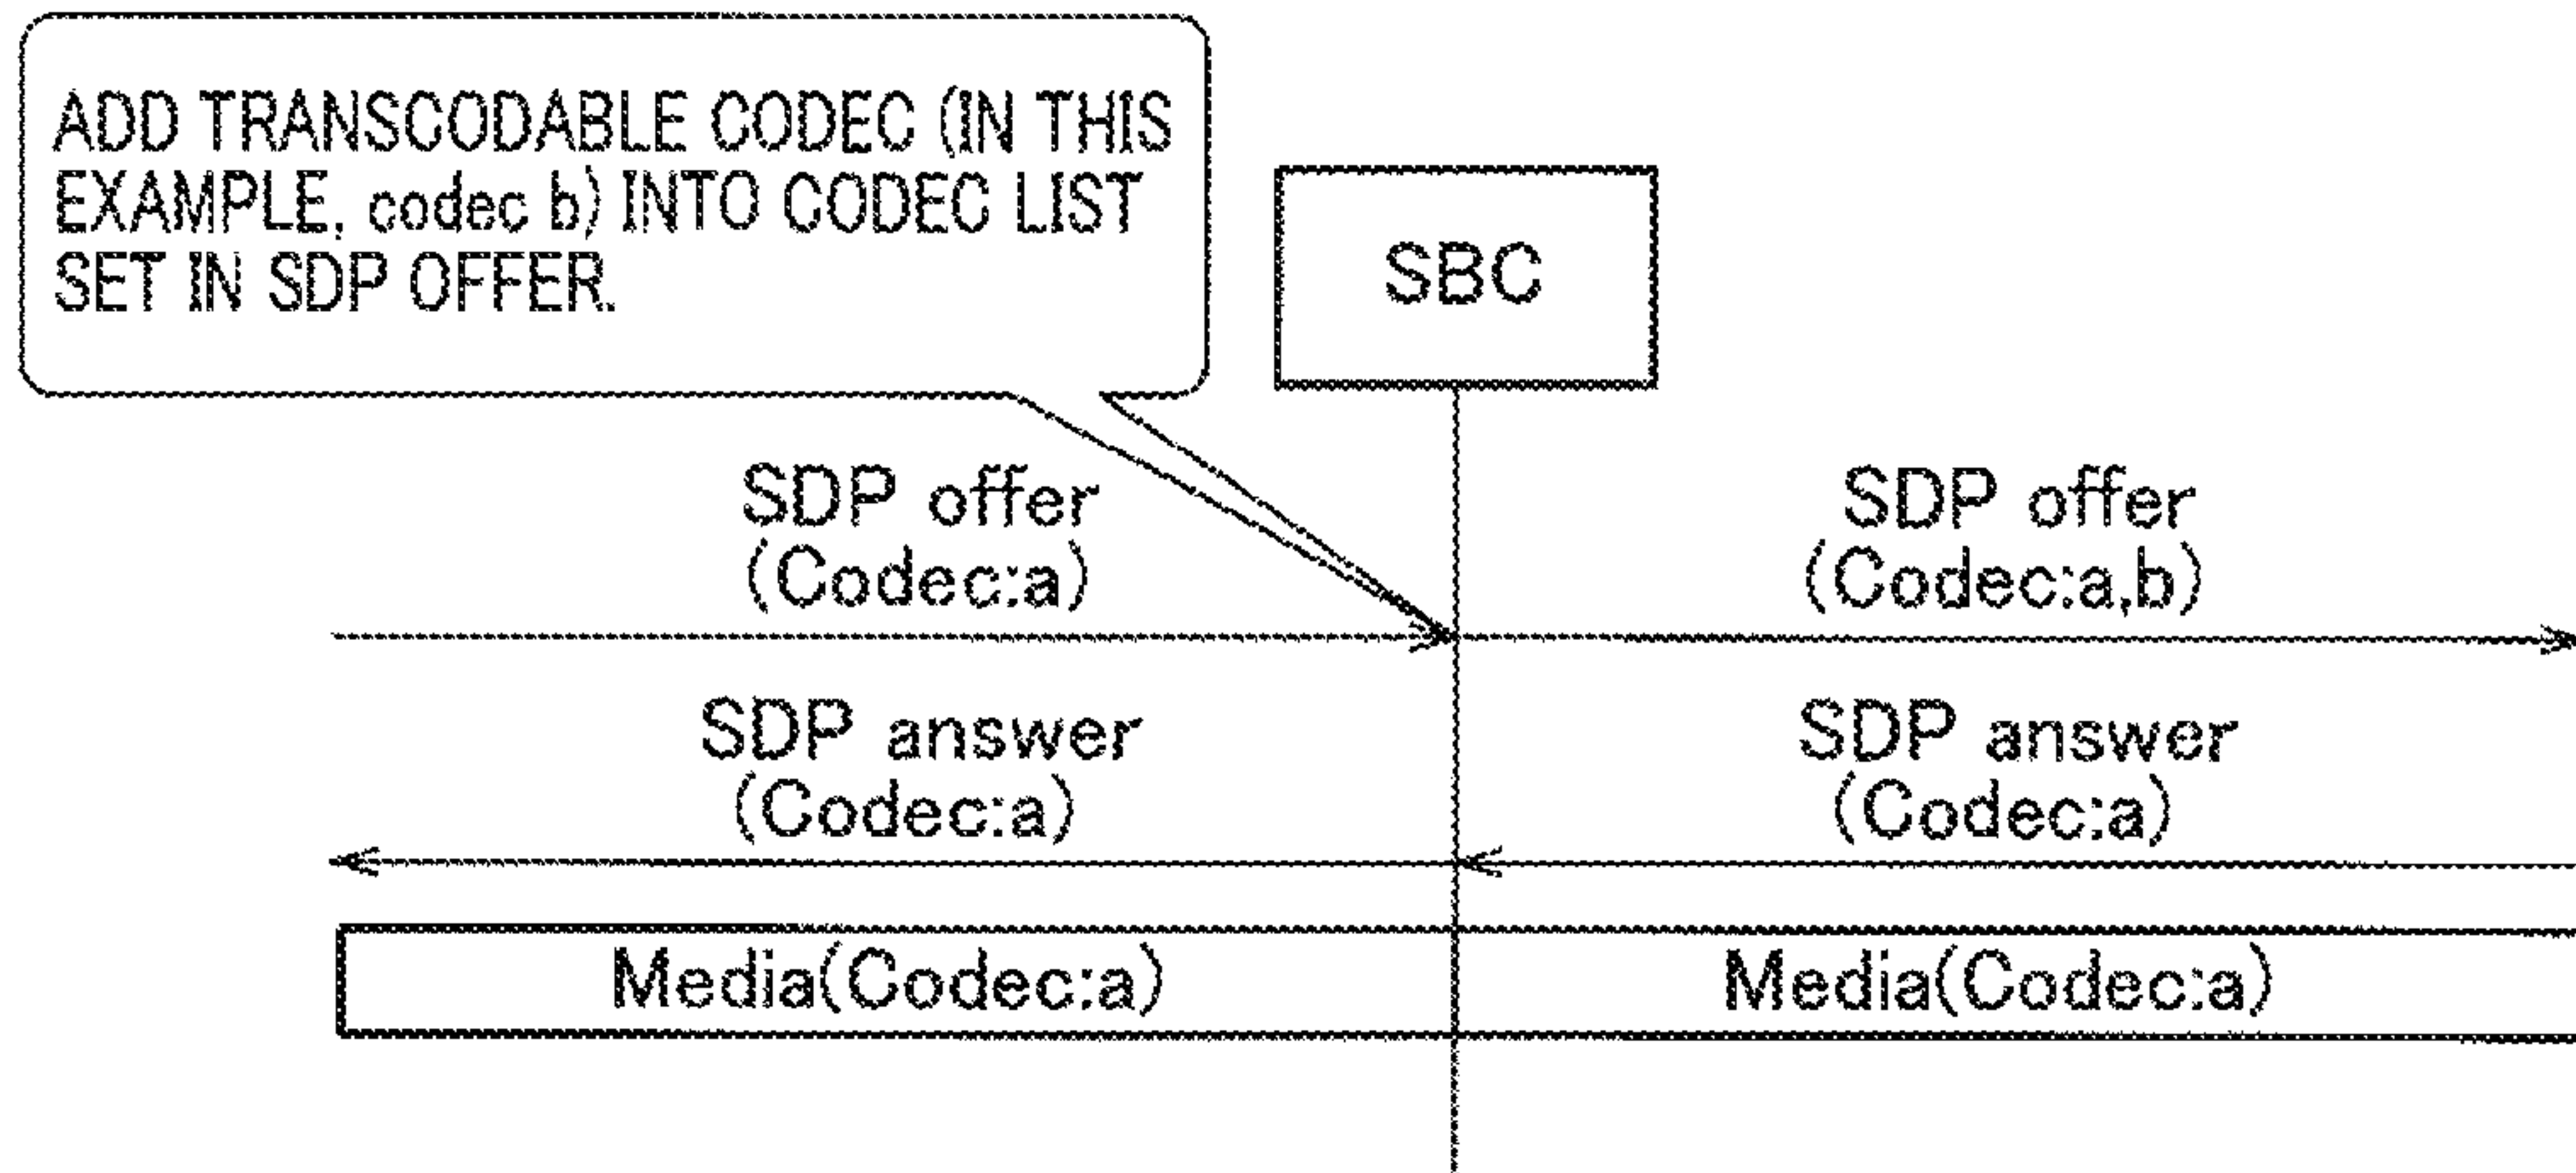 ADD TRANSCODABLE CODEC (IN THIS
EXAMPLE, codec b) INTO CODEC LIST
SET IN SDP OFFER.
SBC
SDP offer
(Codec:a)
SDP offer
(Codec:a,b)
SDP answer
(Codec:a)
SDP answer
(Codec:a)
Media(Codec:a)
Media(Codec:a)